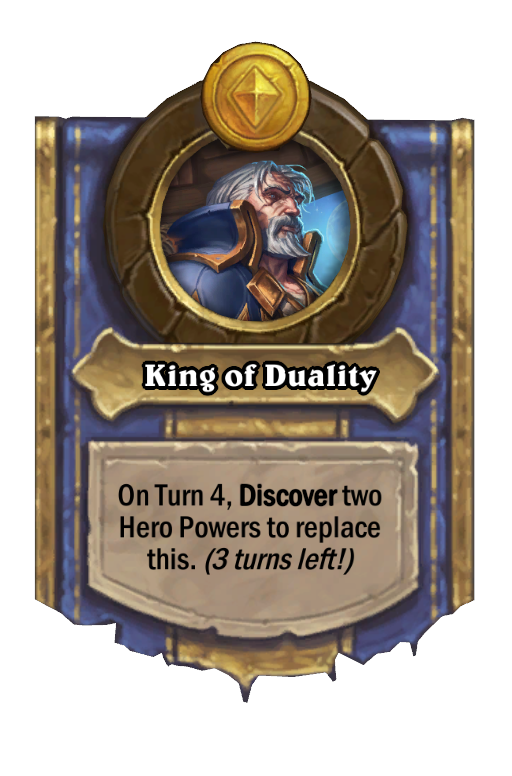 King of Duality
On Turn 4, Discover two
Hero Powers to replace
this. (3 turns left!)